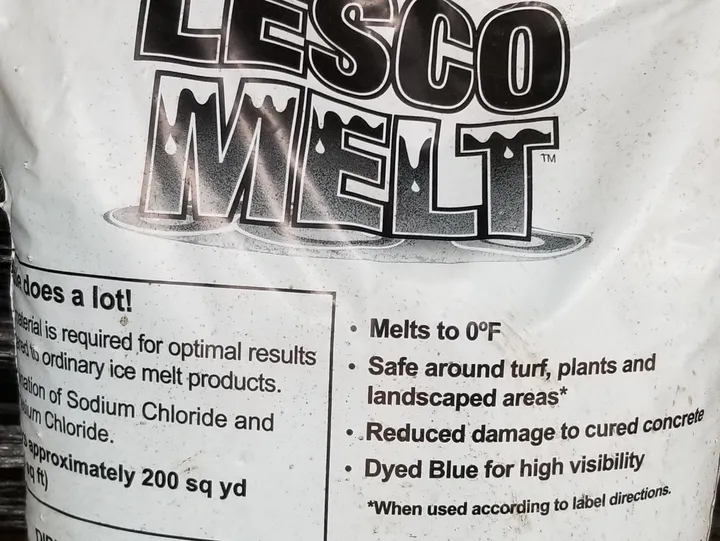 LESCO
MELT™
does a lot!
material is required for optimal results
to ordinary ice melt products.
of Sodium Chloride and
Chloride.
approximately 200 sq yd
sq ft)
• Melts to 0ºF
• Safe around turf, plants and
landscaped areas*
• Reduced damage to cured concrete
• Dyed Blue for high visibility
*When used according to label directions.